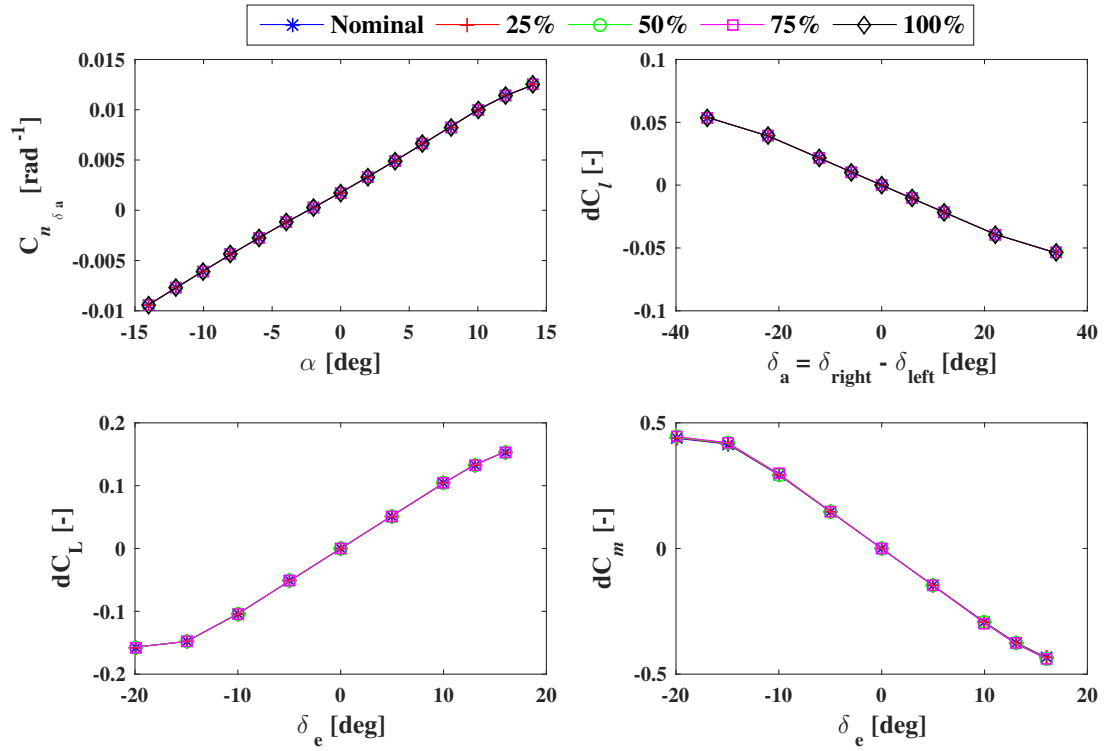 Nominal 25% 50% 75% 100%
0.015
0.01
0.005
0
-0.005
-0.01
C n δ a [rad -1]
-15 -10 -5 0 5 10 15
α [deg]
0.1
0.05
0
-0.05
-0.1
dC l [-]
-40 -20 0 20 40
δ a = δ right - δ left [deg]
0.2
0.1
0
-0.1
-0.2
dC L [-]
-20 -10 0 10 20
δ e [deg]
0.5
0
-0.5
dC m [-]
-20 -10 0 10 20
δ e [deg]